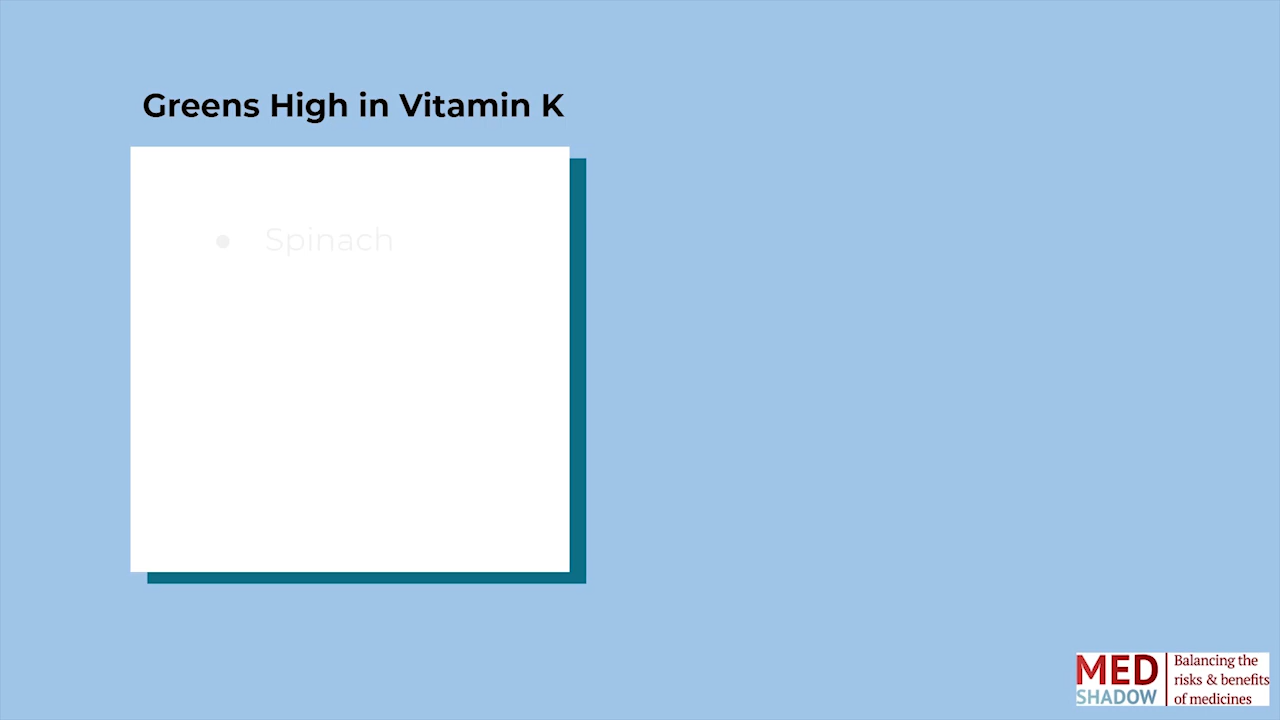 Greens High in Vitamin K
● Spinach
MED
SHADOW
Balancing the
risks & benefits
of medicines